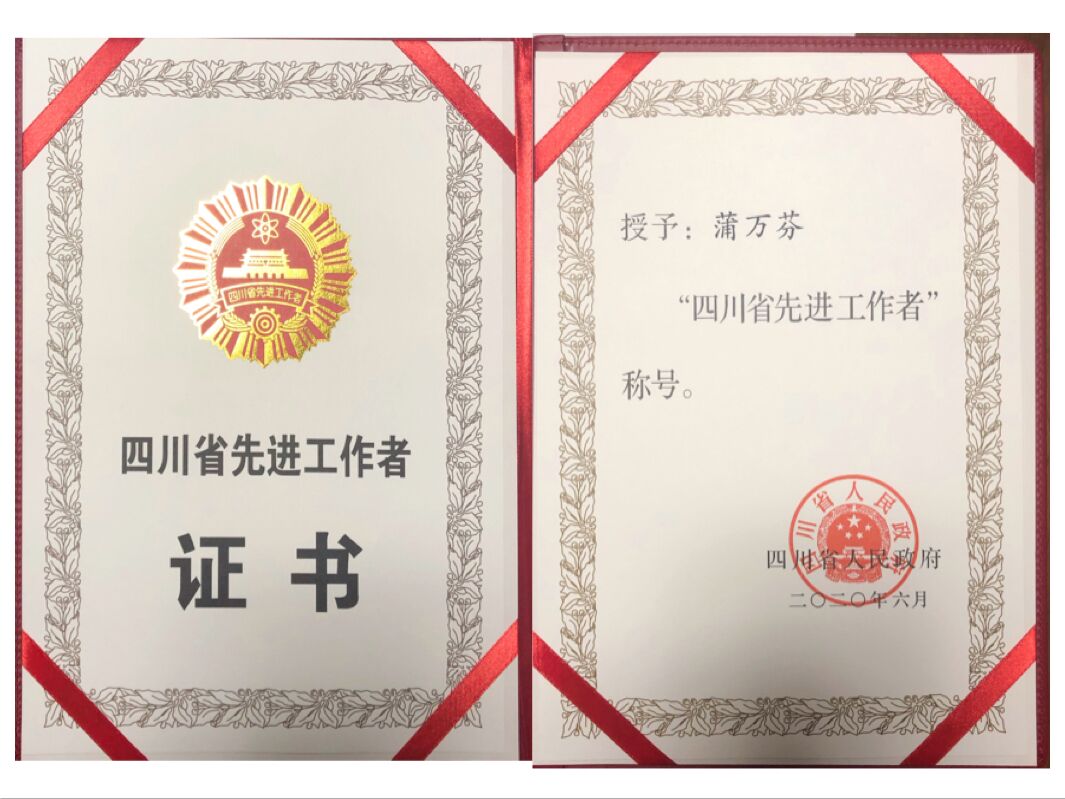 四川省先进工作者
四川省先进工作者
证书
授予：蒲万芬
“四川省先进工作者”
称号。
四川省人民政府
四川省人民政府
二〇二〇年六月